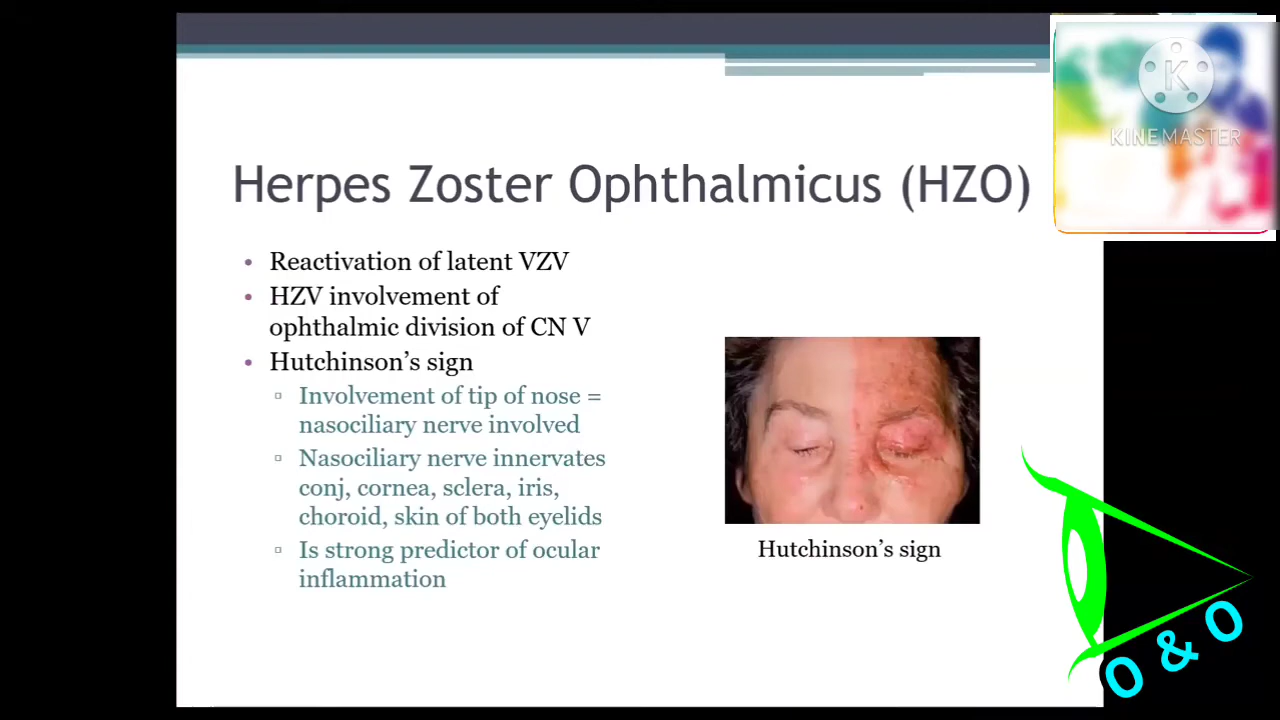 KINEMASTER
Herpes Zoster Ophthalmicus (HZO)
• Reactivation of latent VZV
• HZV involvement of
ophthalmic division of CN V
• Hutchinson's sign
▫ Involvement of tip of nose =
nasociliary nerve involved
▫ Nasociliary nerve innervates
conj, cornea, sclera, iris,
choroid, skin of both eyelids
▫ Is strong predictor of ocular
inflammation
Hutchinson's sign
O & O